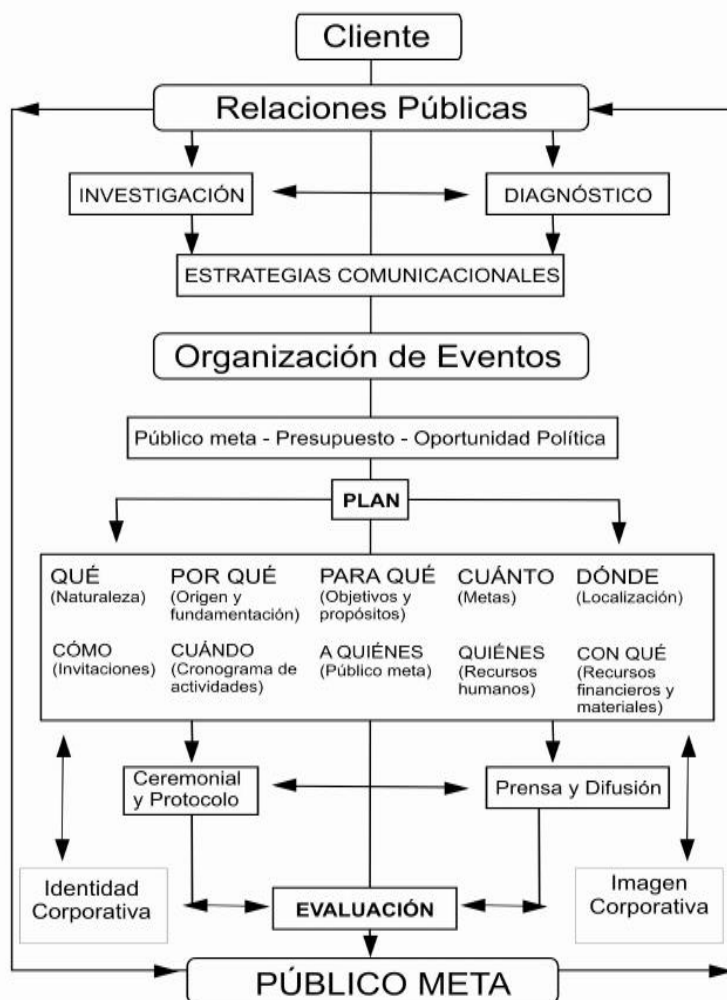 Cliente
Relaciones Públicas
INVESTIGACIÓN
DIAGNÓSTICO
ESTRATEGIAS COMUNICACIONALES
Organización de Eventos
Público meta - Presupuesto - Oportunidad Política
PLAN
QUÉ
(Naturaleza)
POR QUÉ
(Origen y
fundamentación)
PARA QUÉ
(Objetivos y
propósitos)
CUÁNTO
(Metas)
DÓNDE
(Localización)
CÓMO
(Invitaciones)
CUÁNDO
(Cronograma de
actividades)
A QUIÉNES
(Público meta)
QUIÉNES
(Recursos
humanos)
CON QUÉ
(Recursos
financieros y
materiales)
Ceremonial
y Protocolo
Prensa y Difusión
Identidad
Corporativa
EVALUACIÓN
Imagen
Corporativa
PÚBLICO META